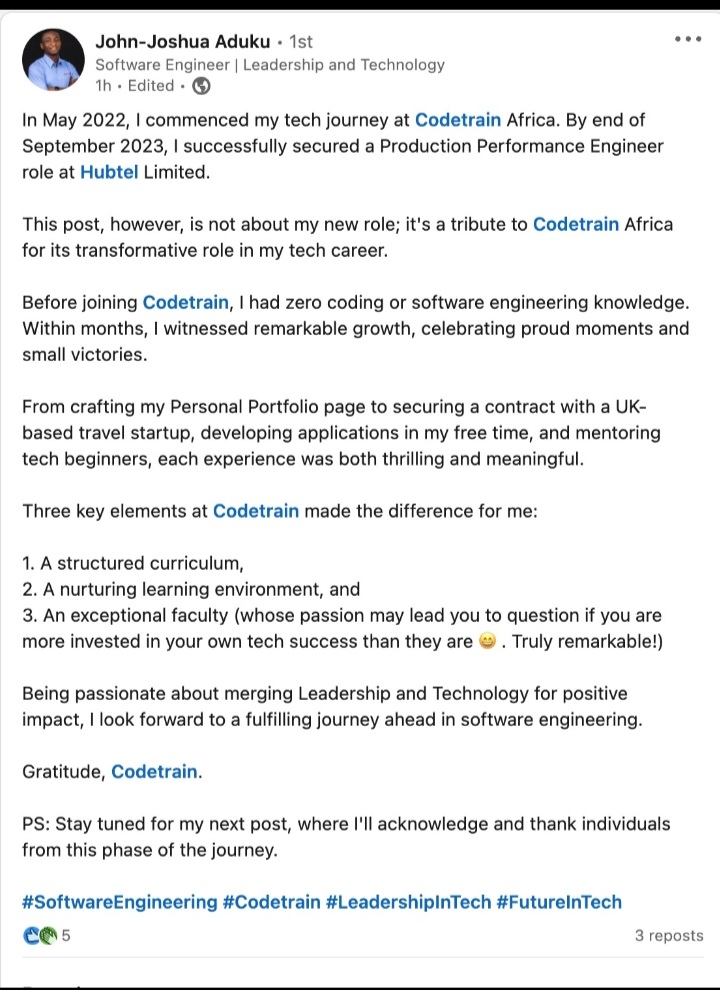 John-Joshua Aduku • 1st
Software Engineer | Leadership and Technology
1h • Edited •
In May 2022, I commenced my tech journey at Codetrain Africa. By end of
September 2023, I successfully secured a Production Performance Engineer
role at Hubtel Limited.
This post, however, is not about my new role; it's a tribute to Codetrain Africa
for its transformative role in my tech career.
Before joining Codetrain, I had zero coding or software engineering knowledge.
Within months, I witnessed remarkable growth, celebrating proud moments and
small victories.
From crafting my Personal Portfolio page to securing a contract with a UK-
based travel startup, developing applications in my free time, and mentoring
tech beginners, each experience was both thrilling and meaningful.
Three key elements at Codetrain made the difference for me:
1. A structured curriculum,
2. A nurturing learning environment, and
3. An exceptional faculty (whose passion may lead you to question if you are
more invested in your own tech success than they are 😀 . Truly remarkable!)
Being passionate about merging Leadership and Technology for positive
impact, I look forward to a fulfilling journey ahead in software engineering.
Gratitude, Codetrain.
PS: Stay tuned for my next post, where I'll acknowledge and thank individuals
from this phase of the journey.
#SoftwareEngineering #Codetrain #LeadershipInTech #FutureInTech
5
3 reposts